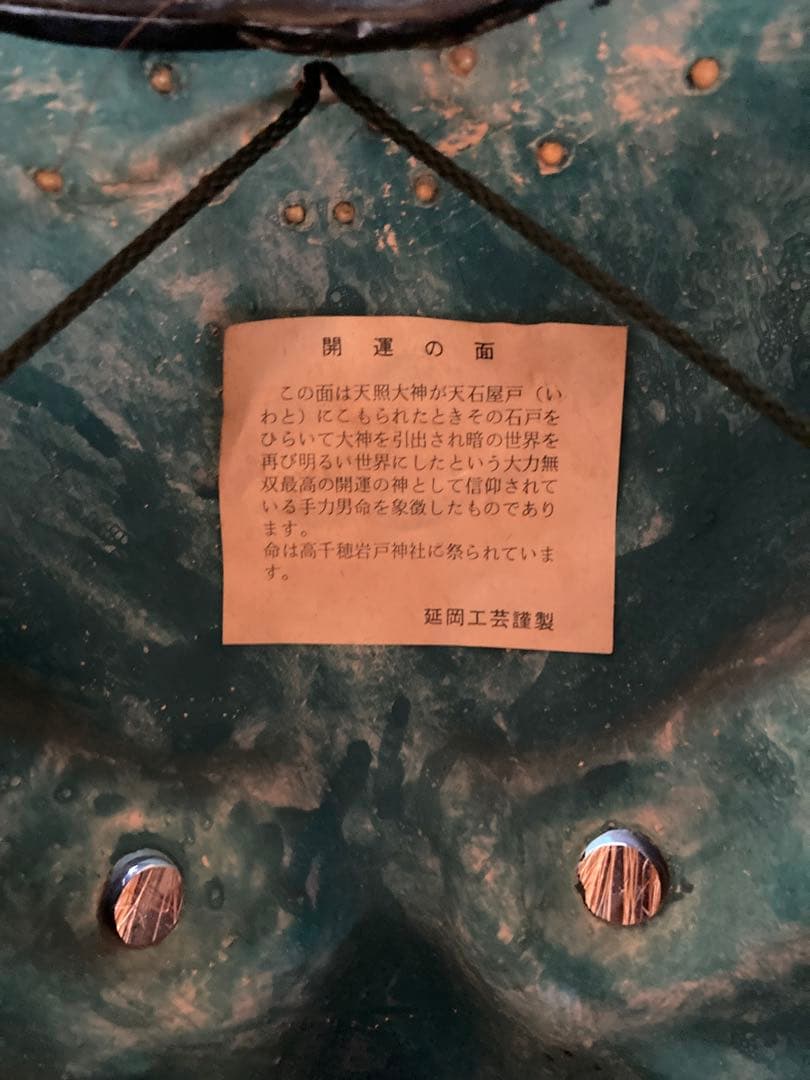 開運の面
この面は天照大神が天石屋戸（い
わと）にこもられたときその石戸を
ひらいて大神を引出され暗の世界を
再び明るい世界にしたという大力無
双最高の開運の神として信仰されて
いる手力男命を象徴したものであり
ます。
命は高千穂岩戸神社に祭られていま
す。
延岡工芸謹製